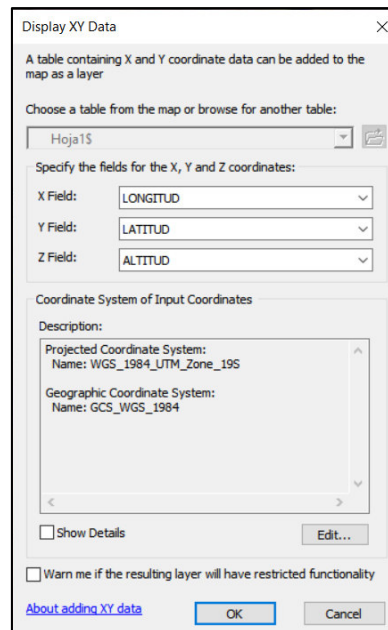 Display XY Data
A table containing X and Y coordinate data can be added to the
map as a layer
Choose a table from the map or browse for another table:
Hoja1$
Specify the fields for the X, Y and Z coordinates:
X Field: LONGITUD
Y Field: LATITUD
Z Field: ALTITUD
Coordinate System of Input Coordinates
Description:
Projected Coordinate System:
Name: WGS_1984_UTM_Zone_19S
Geographic Coordinate System:
Name: GCS_WGS_1984
Show Details
Edit...
Warn me if the resulting layer will have restricted functionality
About adding XY data
OK
Cancel